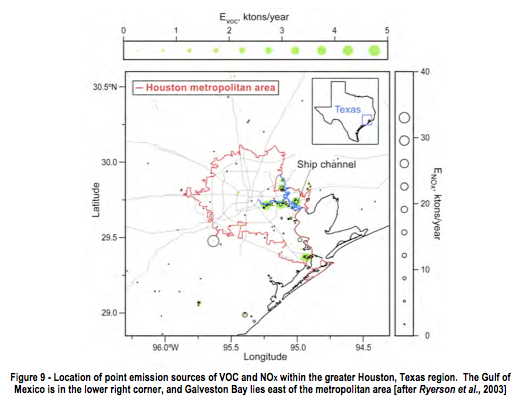 Evoc, ktons/year
0 1 2 3 4 5
Houston metropolitan area
Texas
30.5°N
30.0
29.5
29.0
Latitude
Ship channel
40
30
20
10
0
ENOx, ktons/year
96.0°W 95.5 95.0 94.5
Longitude
Figure 9 - Location of point emission sources of VOC and NOx within the greater Houston, Texas region. The Gulf of
Mexico is in the lower right corner, and Galveston Bay lies east of the metropolitan area [after Ryerson et al., 2003]